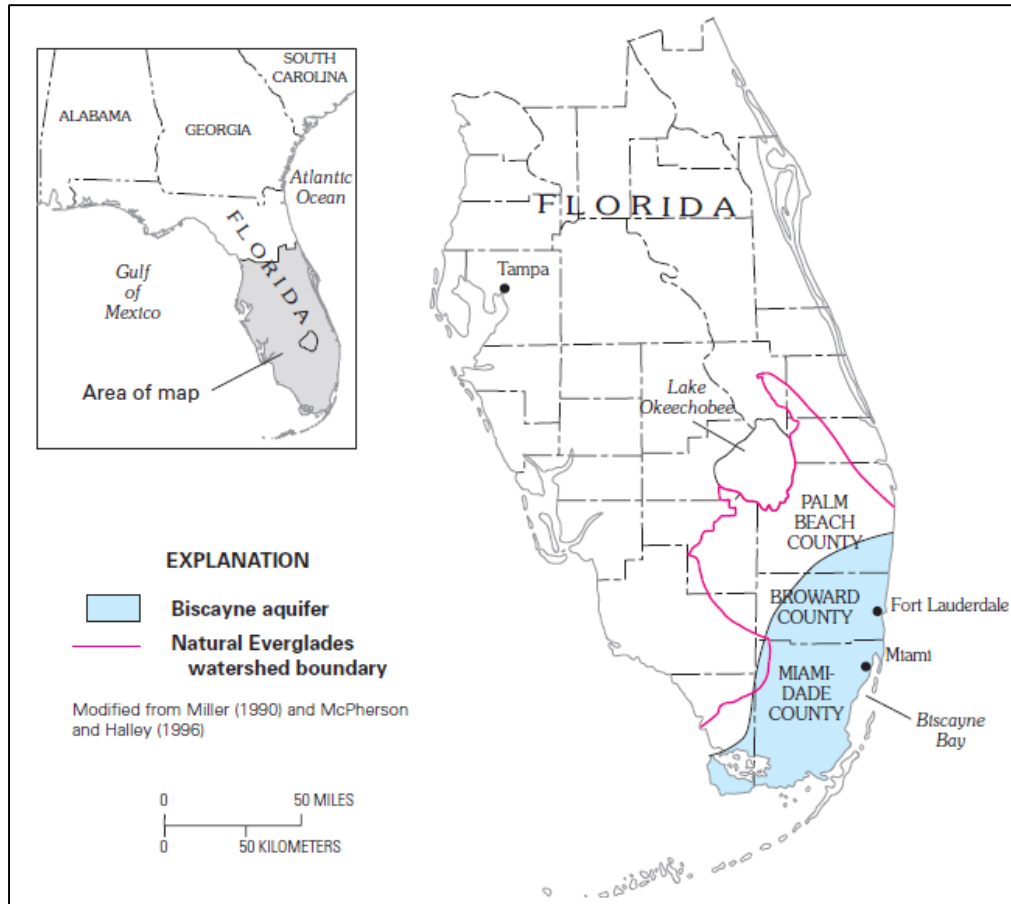 SOUTH
CAROLINA
ALABAMA
GEORGIA
Atlantic
Ocean
FLORIDA
Gulf
of
Mexico
Area of map
FLORIDA
Tampa
Lake
Okeechobee
PALM
BEACH
COUNTY
BROWARD
COUNTY
Fort Lauderdale
Miami
MIAMI-
DADE
COUNTY
Biscayne
Bay
EXPLANATION
Biscayne aquifer
Natural Everglades
watershed boundary
Modified from Miller (1990) and McPherson
and Halley (1996)
0 50 MILES
0 50 KILOMETERS